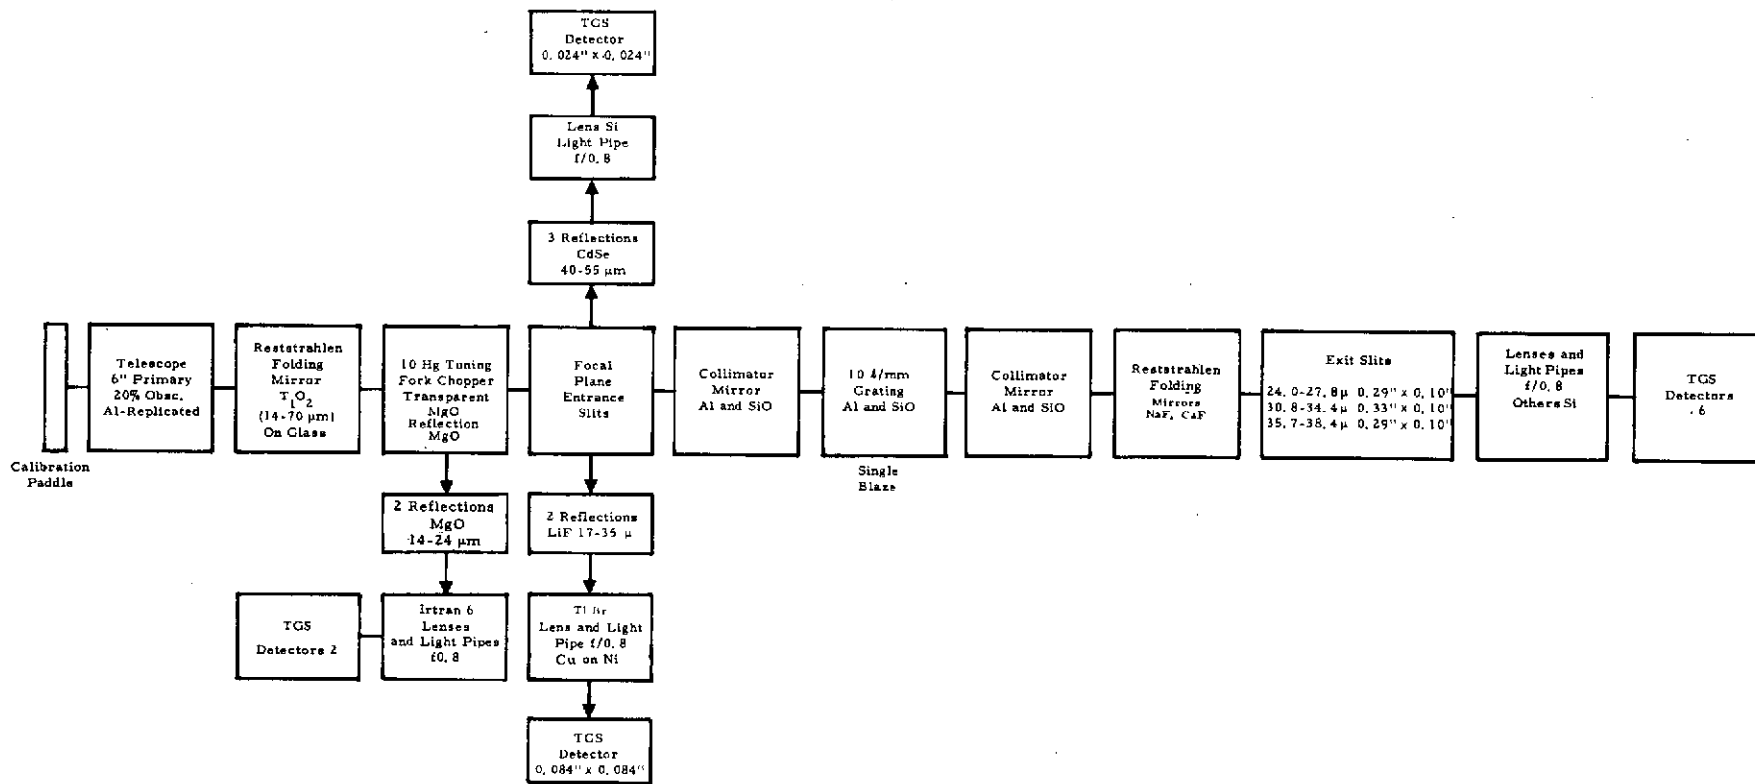 TGS
Detector
0.024" x 0.024"
Lens Si
Light Pipe
f/0.8
3 Reflections
CdSe
40-55 μm
Calibration
Paddle
Telescope
6" Primary
20% Obsc.
Al-Replicated
Reststrahlen
Folding
Mirror
TLO2
(14-70 μm)
On Glass
10 Hg Tuning
Fork Chopper
Transparent
MgO
Reflection
MgO
Focal
Plane
Entrance
Slits
Collimator
Mirror
Al and SiO
10 4/mm
Grating
Al and SiO
Single
Blaze
Collimator
Mirror
Al and SiO
Reststrahlen
Folding
Mirrors
NaF, CaF
Exit Slits
24.0-27.8μ 0.29" x 0.10"
30.8-34.4μ 0.33" x 0.10"
35.7-38.4μ 0.29" x 0.10"
Lenses and
Light Pipes
f/0.8
Others Si
TGS
Detectors
6
2 Reflections
MgO
14-24 μm
Irtran 6
Lenses
and Light Pipes
f0.8
TGS
Detectors 2
2 Reflections
LiF 17-35 μ
Tl Br
Lens and Light
Pipe f/0.8
Cu on Ni
TGS
Detector
0.084" x 0.084"